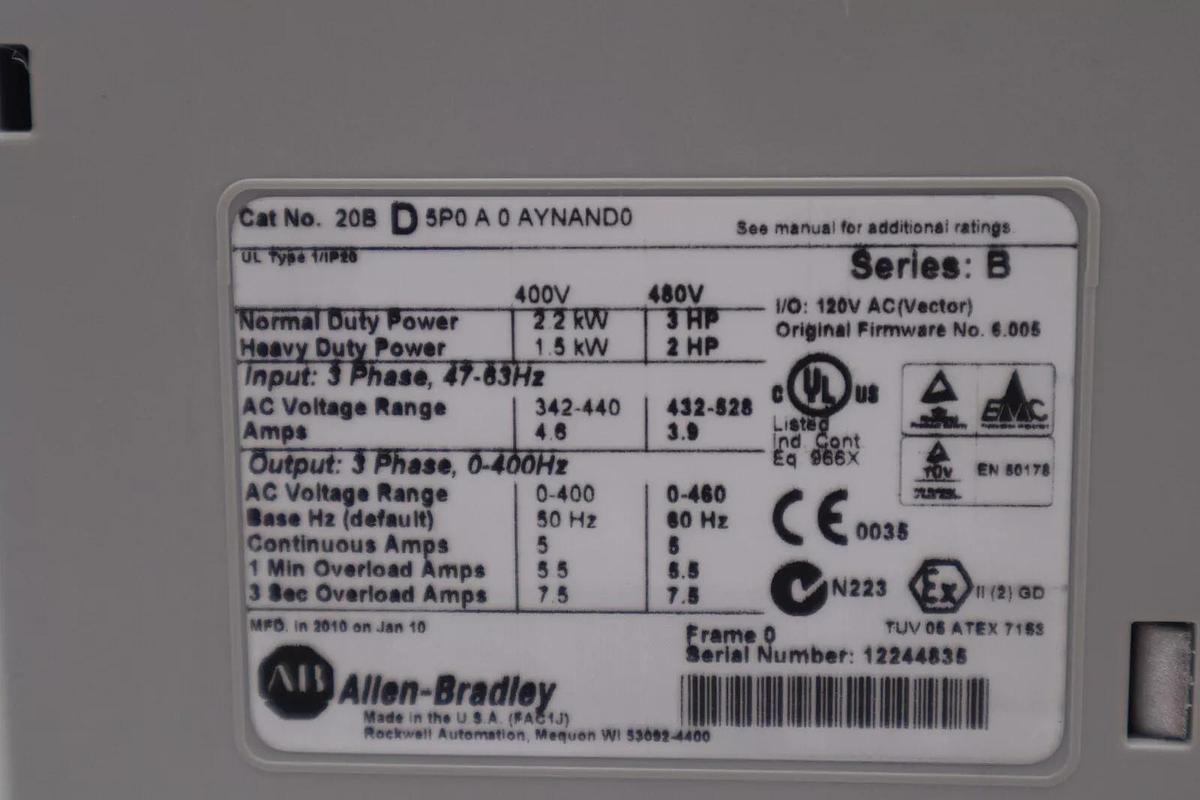 Cat No. 20B D 5P0 A 0 AYNAND0
See manual for additional ratings.
UL Type 1/IP20
Series: B
400V 480V
I/O: 120V AC(Vector)
Normal Duty Power 2.2 kW 3 HP
Original Firmware No. 6.005
Heavy Duty Power 1.5 kW 2 HP
Input: 3 Phase, 47-63Hz
AC Voltage Range 342-440 432-528
Amps 4.6 3.9
C UL US
Listed
Ind. Cont
Eq 966X
EMC
TÜV
EN 50178
Output: 3 Phase, 0-400Hz
AC Voltage Range 0-400 0-460
Base Hz (default) 50 Hz 60 Hz
Continuous Amps 5 5
1 Min Overload Amps 5.5 5.5
3 Sec Overload Amps 7.5 7.5
CE 0035
N223
Ex II (2) GD
TUV 05 ATEX 7153
MFD. in 2010 on Jan 10
Frame 0
Serial Number: 12244835
AB Allen-Bradley
Made in the U.S.A. (FAC1J)
Rockwell Automation, Mequon WI 53092-4400